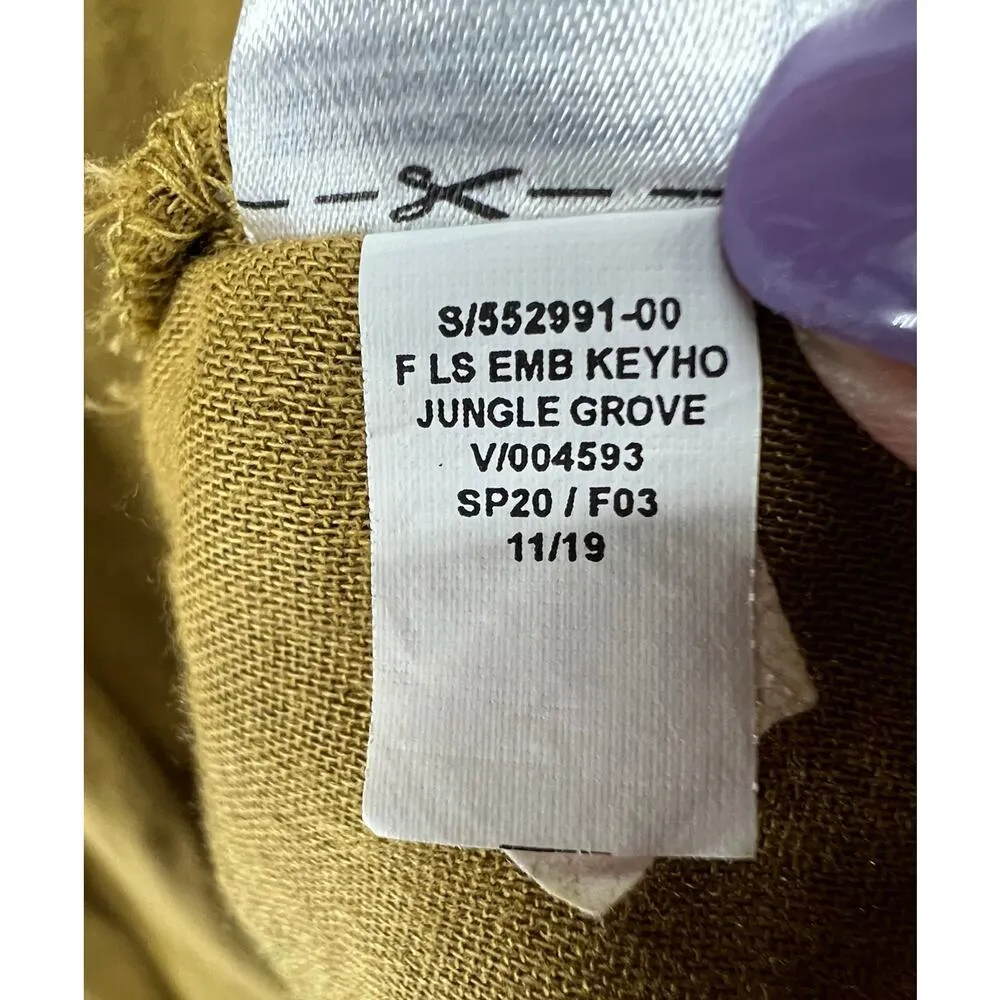 S/552991-00
F LS EMB KEYHO
JUNGLE GROVE
V/004593
SP20 / F03
11/19